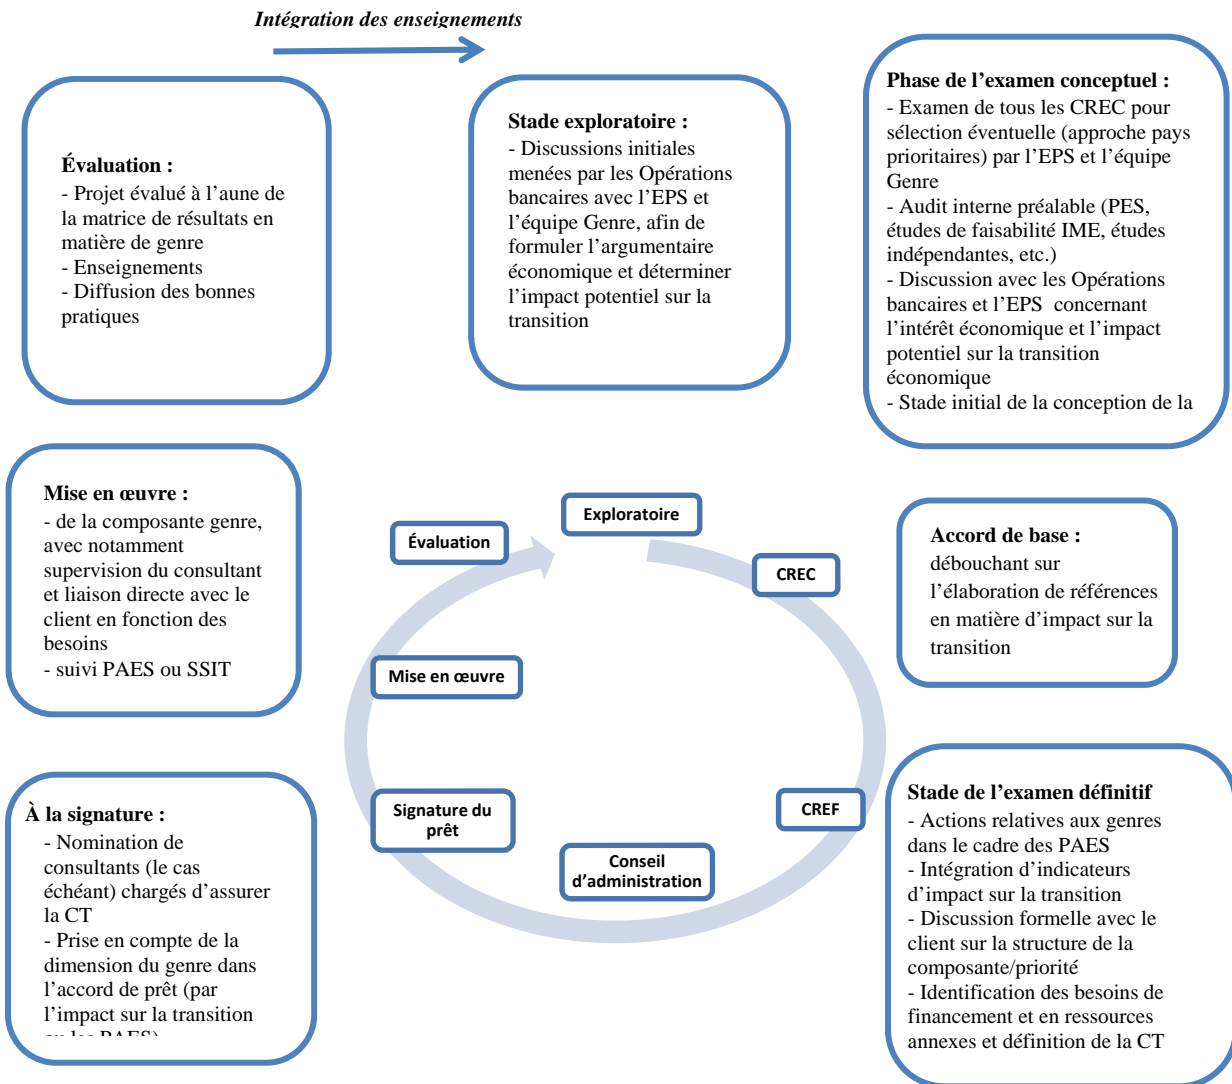 Intégration des enseignements
Évaluation :
- Projet évalué à l'aune de
la matrice de résultats en
matière de genre
- Enseignements
- Diffusion des bonnes
pratiques
Stade exploratoire :
- Discussions initiales
menées par les Opérations
bancaires avec l'EPS et
l'équipe Genre, afin de
formuler l'argumentaire
économique et déterminer
l'impact potentiel sur la
transition
Phase de l'examen conceptuel :
- Examen de tous les CREC pour
sélection éventuelle (approche pays
prioritaires) par l'EPS et l'équipe
Genre
- Audit interne préalable (PES,
études de faisabilité IME, études
indépendantes, etc.)
- Discussion avec les Opérations
bancaires et l'EPS concernant
l'intérêt économique et l'impact
potentiel sur la transition
économique
- Stade initial de la conception de la
Mise en œuvre :
- de la composante genre,
avec notamment
supervision du consultant
et liaison directe avec le
client en fonction des
besoins
- suivi PAES ou SSIT
Exploratoire
Évaluation
CREC
Mise en œuvre
Signature du
prêt
CREF
Conseil
d'administration
Accord de base :
débouchant sur
l'élaboration de références
en matière d'impact sur la
transition
À la signature :
- Nomination de
consultants (le cas
échéant) chargés d'assurer
la CT
- Prise en compte de la
dimension du genre dans
l'accord de prêt (par
l'impact sur la transition
ou les PAES)
Stade de l'examen définitif
- Actions relatives aux genres
dans le cadre des PAES
- Intégration d'indicateurs
d'impact sur la transition
- Discussion formelle avec le
client sur la structure de la
composante/priorité
- Identification des besoins de
financement et en ressources
annexes et définition de la CT